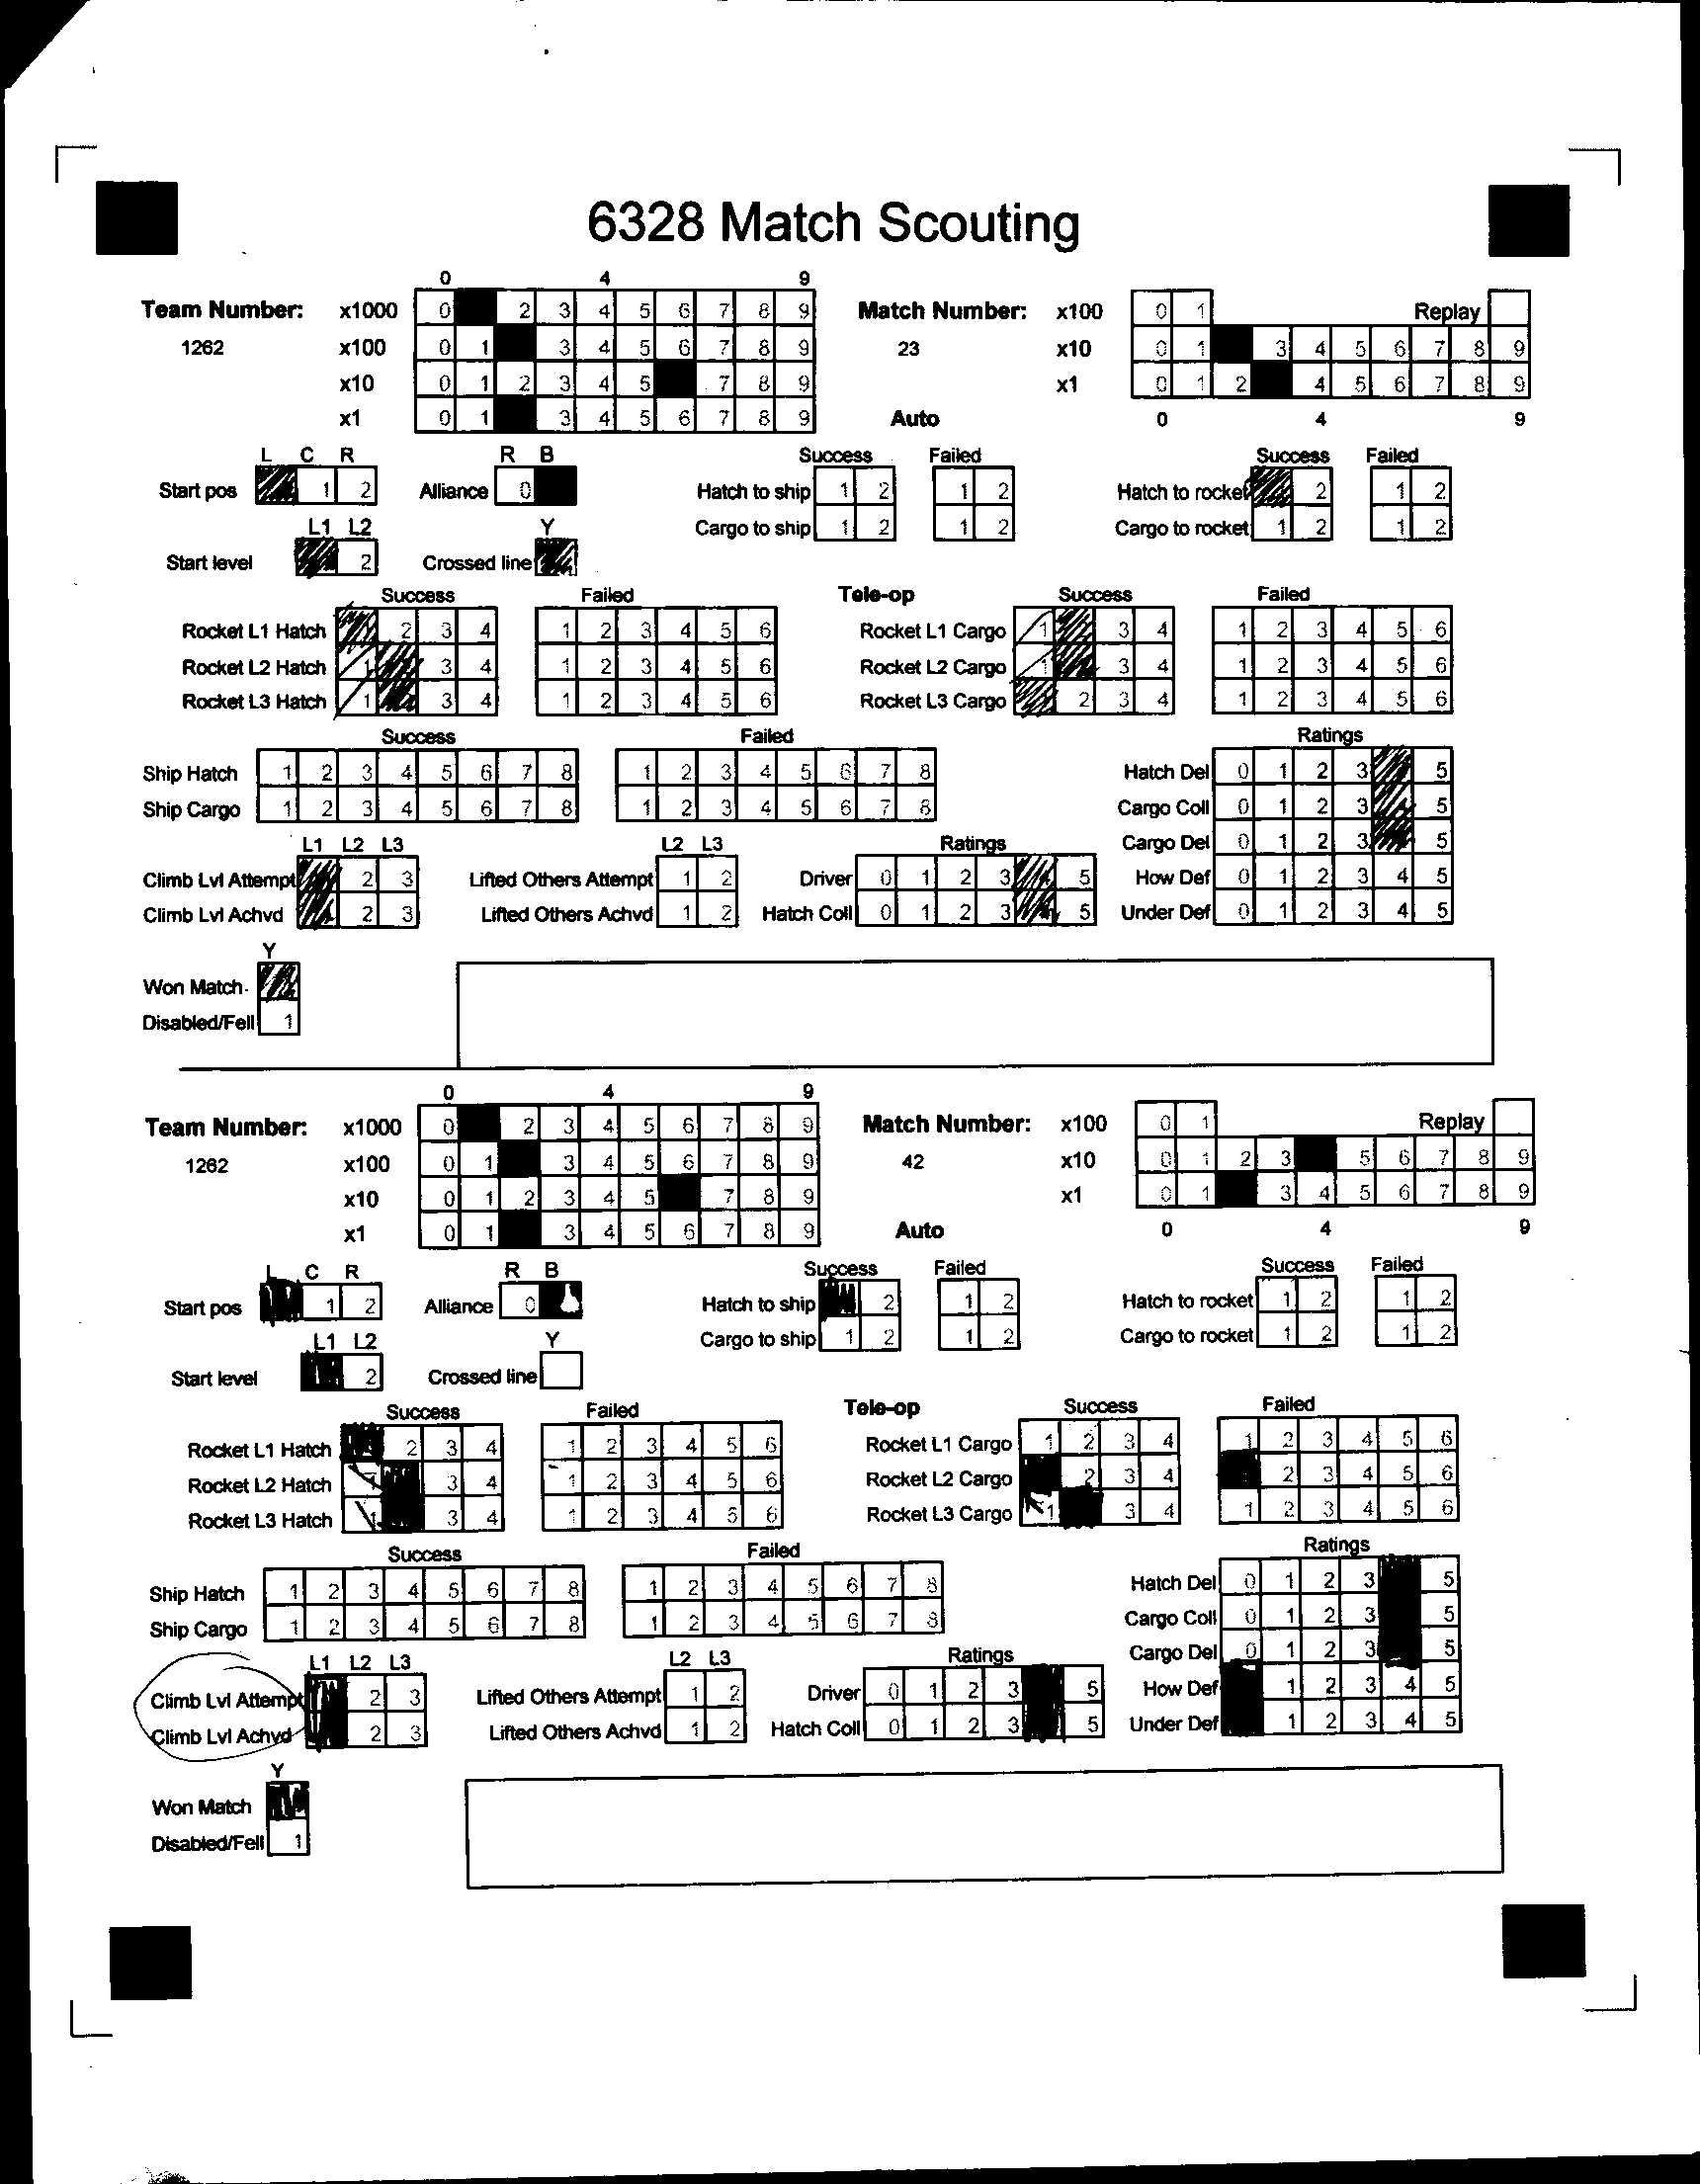 6328 Match Scouting
0 4 9
Team Number: x1000 0 2 3 4 5 6 7 8 9 Match Number: x100 0 1 Replay
1262 x100 0 1 3 4 5 6 7 8 9 23 x10 0 1 3 4 5 6 7 8 9
x10 0 1 2 3 4 5 7 8 9 x1 0 1 2 4 5 6 7 8 9
x1 0 1 3 4 5 6 7 8 9 Auto 0 4 9
L C R R B Success Failed Success Failed
Start pos 1 2 Alliance 0 Hatch to ship 1 2 1 2 Hatch to rocket 2 1 2
L1 L2 Y Cargo to ship 1 2 1 2 Cargo to rocket 1 2 1 2
Start level 2 Crossed line
Success Failed Tele-op Success Failed
Rocket L1 Hatch 2 3 4 1 2 3 4 5 6 Rocket L1 Cargo 1 3 4 1 2 3 4 5 6
Rocket L2 Hatch 1 3 4 1 2 3 4 5 6 Rocket L2 Cargo 1 3 4 1 2 3 4 5 6
Rocket L3 Hatch 1 3 4 1 2 3 4 5 6 Rocket L3 Cargo 2 3 4 1 2 3 4 5 6
Success Failed Ratings
Ship Hatch 1 2 3 4 5 6 7 8 1 2 3 4 5 6 7 8 Hatch Del 0 1 2 3 5
Ship Cargo 1 2 3 4 5 6 7 8 1 2 3 4 5 6 7 8 Cargo Coll 0 1 2 3 5
L1 L2 L3 L2 L3 Ratings Cargo Del 0 1 2 3 5
Climb Lvl Attempt 2 3 Lifted Others Attempt 1 2 Driver 0 1 2 3 4 5 How Def 0 1 2 3 4 5
Climb Lvl Achvd 2 3 Lifted Others Achvd 1 2 Hatch Coll 0 1 2 3 4 5 Under Def 0 1 2 3 4 5
Y
Won Match
Disabled/Fell 1
0 4 9
Team Number: x1000 0 2 3 4 5 6 7 8 9 Match Number: x100 0 1 Replay
1262 x100 0 1 3 4 5 6 7 8 9 42 x10 0 1 2 3 5 6 7 8 9
x10 0 1 2 3 4 5 7 8 9 x1 0 1 3 4 5 6 7 8 9
x1 0 1 3 4 5 6 7 8 9 Auto 0 4 9
L C R R B Success Failed Success Failed
Start pos 1 2 Alliance 0 Hatch to ship 2 1 2 Hatch to rocket 1 2 1 2
L1 L2 Y Cargo to ship 1 2 1 2 Cargo to rocket 1 2 1 2
Start level 2 Crossed line
Success Failed Tele-op Success Failed
Rocket L1 Hatch 2 3 4 1 2 3 4 5 6 Rocket L1 Cargo 1 2 3 4 1 2 3 4 5 6
Rocket L2 Hatch 1 3 4 1 2 3 4 5 6 Rocket L2 Cargo 2 3 4 2 3 4 5 6
Rocket L3 Hatch 1 3 4 1 2 3 4 5 6 Rocket L3 Cargo 1 3 4 1 2 3 4 5 6
Success Failed Ratings
Ship Hatch 1 2 3 4 5 6 7 8 1 2 3 4 5 6 7 8 Hatch Del 0 1 2 3 5
Ship Cargo 1 2 3 4 5 6 7 8 1 2 3 4 5 6 7 8 Cargo Coll 0 1 2 3 5
L1 L2 L3 L2 L3 Ratings Cargo Del 0 1 2 3 5
Climb Lvl Attempt 2 3 Lifted Others Attempt 1 2 Driver 0 1 2 3 5 How Def 1 2 3 4 5
Climb Lvl Achvd 2 3 Lifted Others Achvd 1 2 Hatch Coll 0 1 2 3 5 Under Def 1 2 3 4 5
Y
Won Match
Disabled/Fell 1